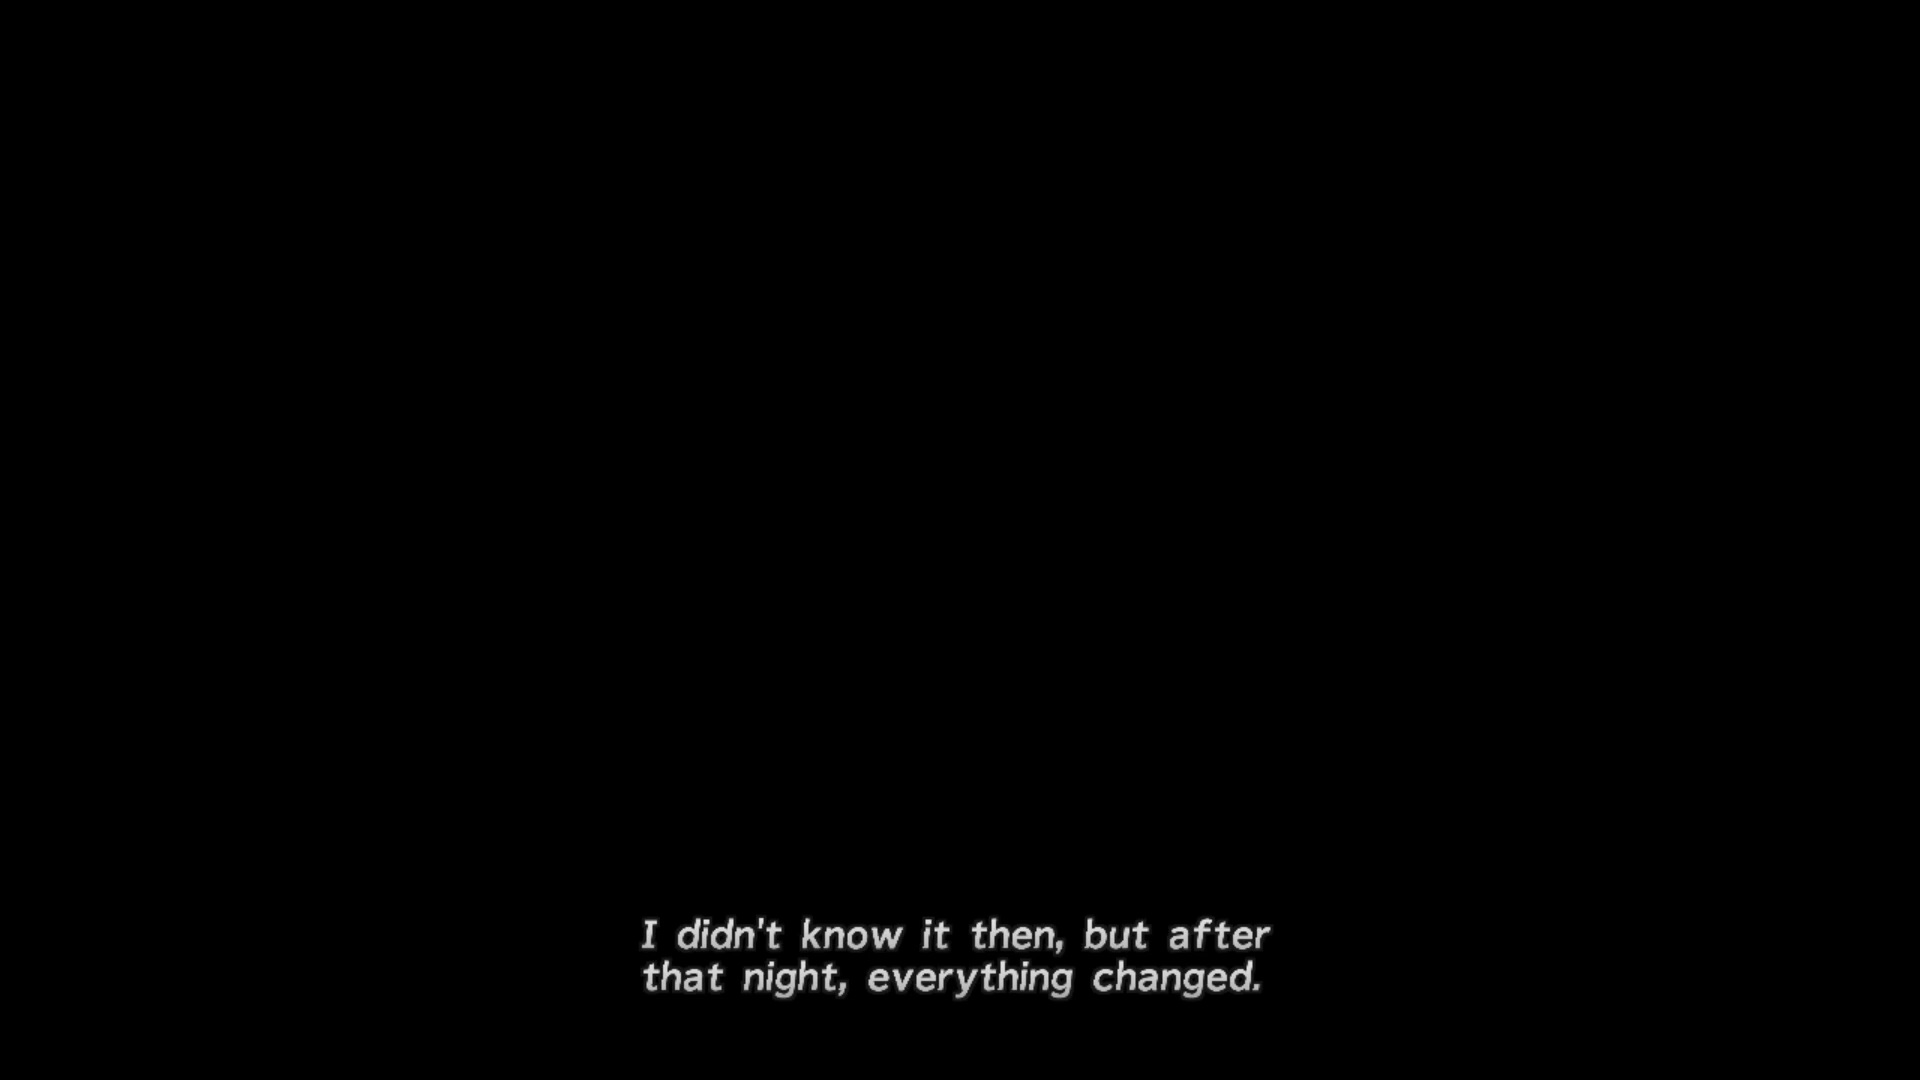 I didn't know it then, but after
that night, everything changed.